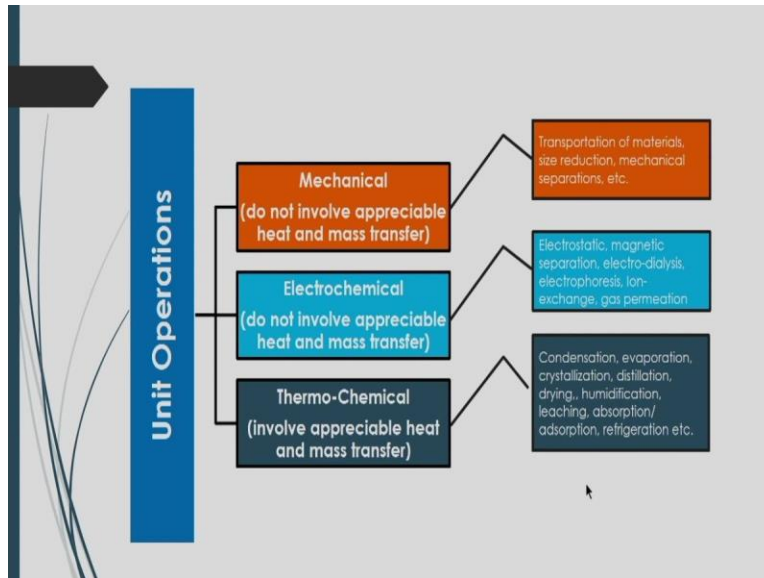 Unit Operations
Mechanical
(do not involve appreciable
heat and mass transfer)
Transportation of materials,
size reduction, mechanical
separations, etc.
Electrochemical
(do not involve appreciable
heat and mass transfer)
Electrostatic, magnetic
separation, electro-dialysis,
electrophoresis, Ion-
exchange, gas permeation
Thermo-Chemical
(involve appreciable heat
and mass transfer)
Condensation, evaporation,
crystallization, distillation,
drying,, humidification,
leaching, absorption/
adsorption, refrigeration etc.